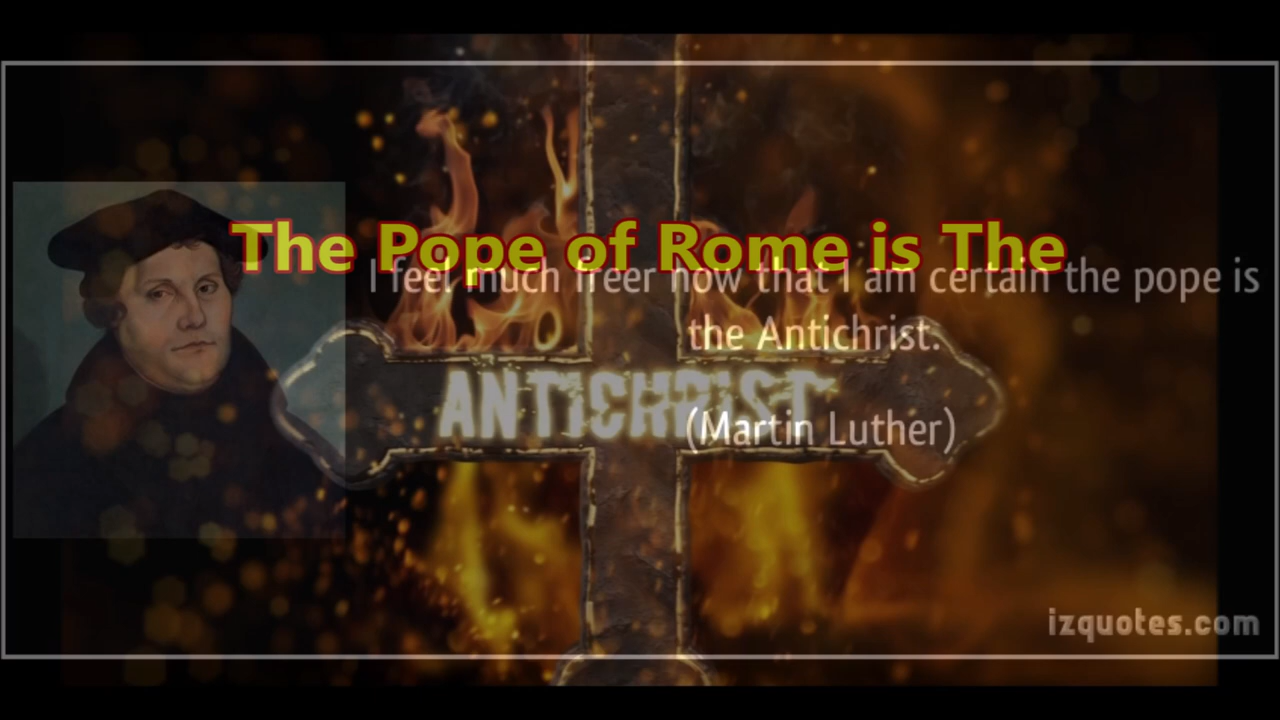 The Pope of Rome is The
I feel much freer now that I am certain the pope is
the Antichrist.
ANTICHRIST
(Martin Luther)
izquotes.com